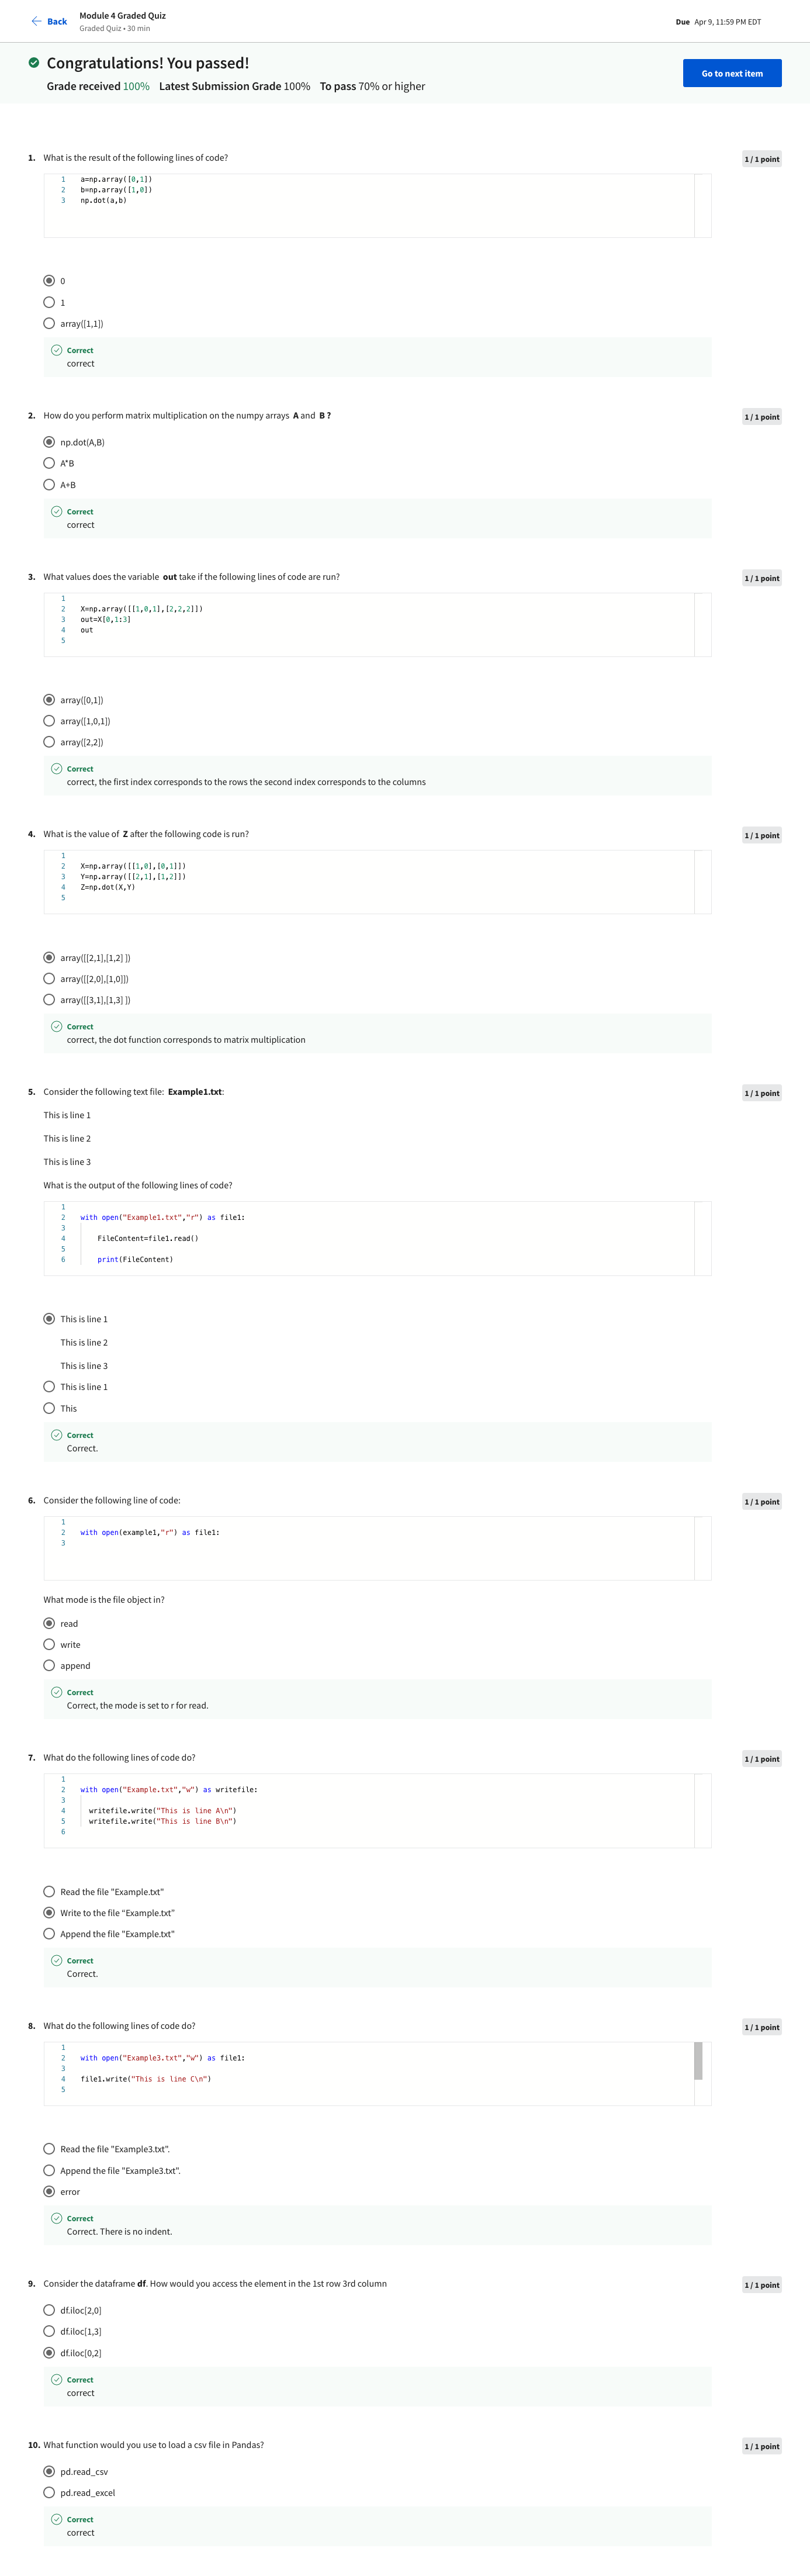 Back
Module 4 Graded Quiz
Graded Quiz • 30 min
Due Apr 9, 11:59 PM EDT
Congratulations! You passed!
Grade received 100% Latest Submission Grade 100% To pass 70% or higher
Go to next item
1. What is the result of the following lines of code?
1 / 1 point
1 a=np.array([0,1])
2 b=np.array([1,0])
3 np.dot(a,b)
0
1
array([1,1])
Correct
correct
2. How do you perform matrix multiplication on the numpy arrays A and B ?
1 / 1 point
np.dot(A,B)
A*B
A+B
Correct
correct
3. What values does the variable out take if the following lines of code are run?
1 / 1 point
1
2 X=np.array([[1,0,1],[2,2,2]])
3 out=X[0,1:3]
4 out
5
array([0,1])
array([1,0,1])
array([2,2])
Correct
correct, the first index corresponds to the rows the second index corresponds to the columns
4. What is the value of Z after the following code is run?
1 / 1 point
1
2 X=np.array([[1,0],[0,1]])
3 Y=np.array([[2,1],[1,2]])
4 Z=np.dot(X,Y)
5
array([[2,1],[1,2] ])
array([[2,0],[1,0]])
array([[3,1],[1,3] ])
Correct
correct, the dot function corresponds to matrix multiplication
5. Consider the following text file: Example1.txt:
1 / 1 point
This is line 1
This is line 2
This is line 3
What is the output of the following lines of code?
1
2 with open("Example1.txt","r") as file1:
3
4 FileContent=file1.read()
5
6 print(FileContent)
This is line 1
This is line 2
This is line 3
This is line 1
This
Correct
Correct.
6. Consider the following line of code:
1 / 1 point
1
2 with open(example1,"r") as file1:
3
What mode is the file object in?
read
write
append
Correct
Correct, the mode is set to r for read.
7. What do the following lines of code do?
1 / 1 point
1
2 with open("Example.txt","w") as writefile:
3
4 writefile.write("This is line A\n")
5 writefile.write("This is line B\n")
6
Read the file "Example.txt"
Write to the file “Example.txt”
Append the file "Example.txt"
Correct
Correct.
8. What do the following lines of code do?
1 / 1 point
1
2 with open("Example3.txt","w") as file1:
3
4 file1.write("This is line C\n")
5
Read the file "Example3.txt".
Append the file "Example3.txt".
error
Correct
Correct. There is no indent.
9. Consider the dataframe df. How would you access the element in the 1st row 3rd column
1 / 1 point
df.iloc[2,0]
df.iloc[1,3]
df.iloc[0,2]
Correct
correct
10. What function would you use to load a csv file in Pandas?
1 / 1 point
pd.read_csv
pd.read_excel
Correct
correct